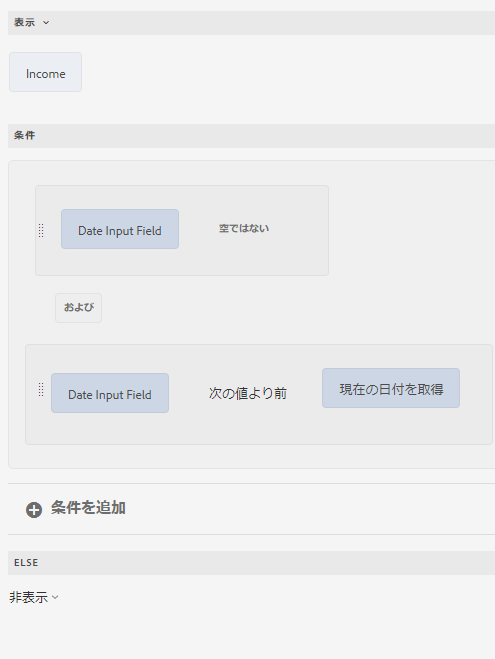 表示
Income
条件
Date Input Field 空ではない
および
Date Input Field 次の値より前 現在の日付を取得
条件を追加
ELSE
非表示